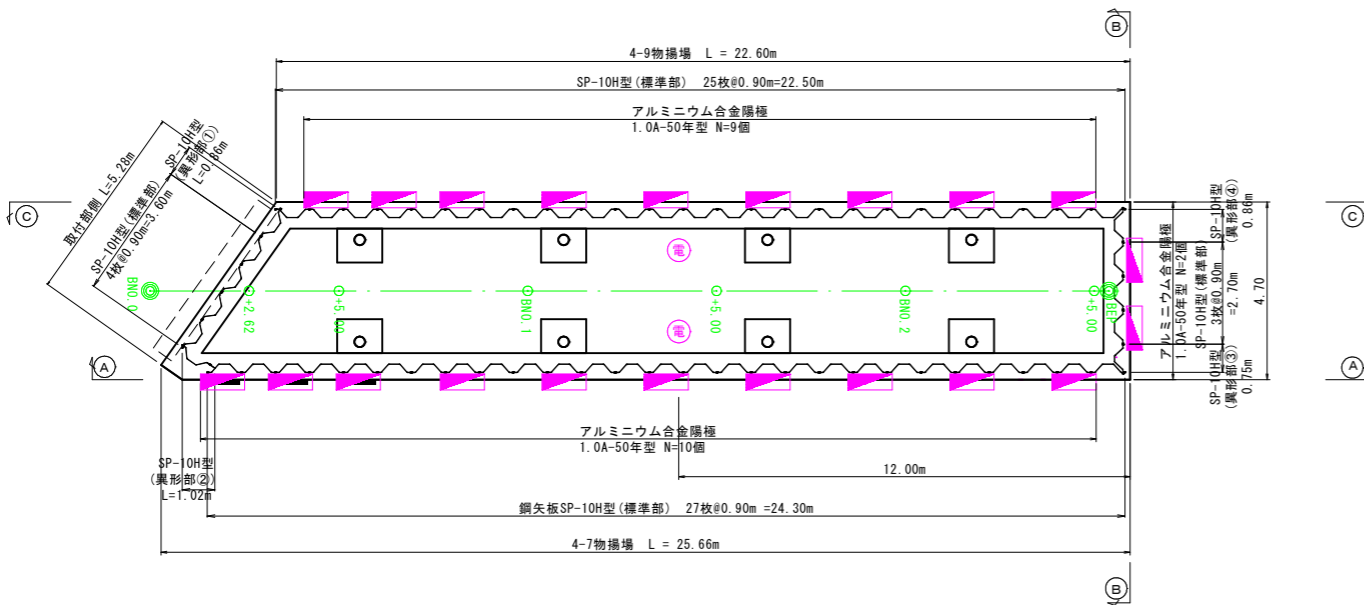 B
4-9物揚場 L = 22.60m
SP-10H型(標準部) 25枚@0.90m=22.50m
アルミニウム合金陽極
1.0A-50年型 N=9個
SP-10H型
(異形部①)
L=0.86m
取付部側 L=5.28m
SP-10H型(標準部)
4枚@0.90m=3.60m
C
C
SP-10H型
(異形部④)
0.86m
アルミニウム合金陽極
1.0A-50年型 N=2個
SP-10H型(標準部)
3枚@0.90m
=2.70m
4.70
SP-10H型
(異形部③)
0.75m
電
電
BNO.0
+2.62
+5.00
BNO.1
+5.00
BNO.2
+5.00
BEP
A
A
アルミニウム合金陽極
1.0A-50年型 N=10個
SP-10H型
(異形部②)
L=1.02m
12.00m
鋼矢板SP-10H型(標準部) 27枚@0.90m =24.30m
4-7物揚場 L = 25.66m
B